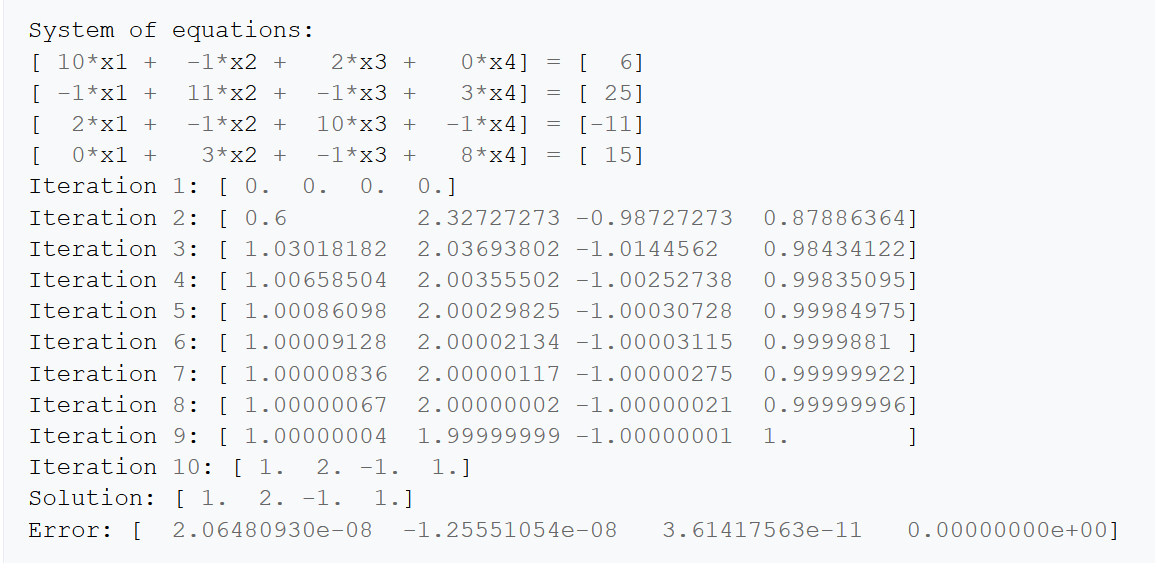 System of equations:
[ 10*x1 +  -1*x2 +   2*x3 +   0*x4] = [  6]
[ -1*x1 +  11*x2 +  -1*x3 +   3*x4] = [ 25]
[  2*x1 +  -1*x2 +  10*x3 +  -1*x4] = [-11]
[  0*x1 +   3*x2 +  -1*x3 +   8*x4] = [ 15]
Iteration 1: [ 0.  0.  0.  0.]
Iteration 2: [ 0.6         2.32727273 -0.98727273  0.87886364]
Iteration 3: [ 1.03018182  2.03693802 -1.0144562   0.98434122]
Iteration 4: [ 1.00658504  2.00355502 -1.00252738  0.99835095]
Iteration 5: [ 1.00086098  2.00029825 -1.00030728  0.99984975]
Iteration 6: [ 1.00009128  2.00002134 -1.00003115  0.9999881 ]
Iteration 7: [ 1.00000836  2.00000117 -1.00000275  0.99999922]
Iteration 8: [ 1.00000067  2.00000002 -1.00000021  0.99999996]
Iteration 9: [ 1.00000004  1.99999999 -1.00000001  1.        ]
Iteration 10: [ 1.  2. -1.  1.]
Solution: [ 1.  2. -1.  1.]
Error: [  2.06480930e-08  -1.25551054e-08   3.61417563e-11   0.00000000e+00]